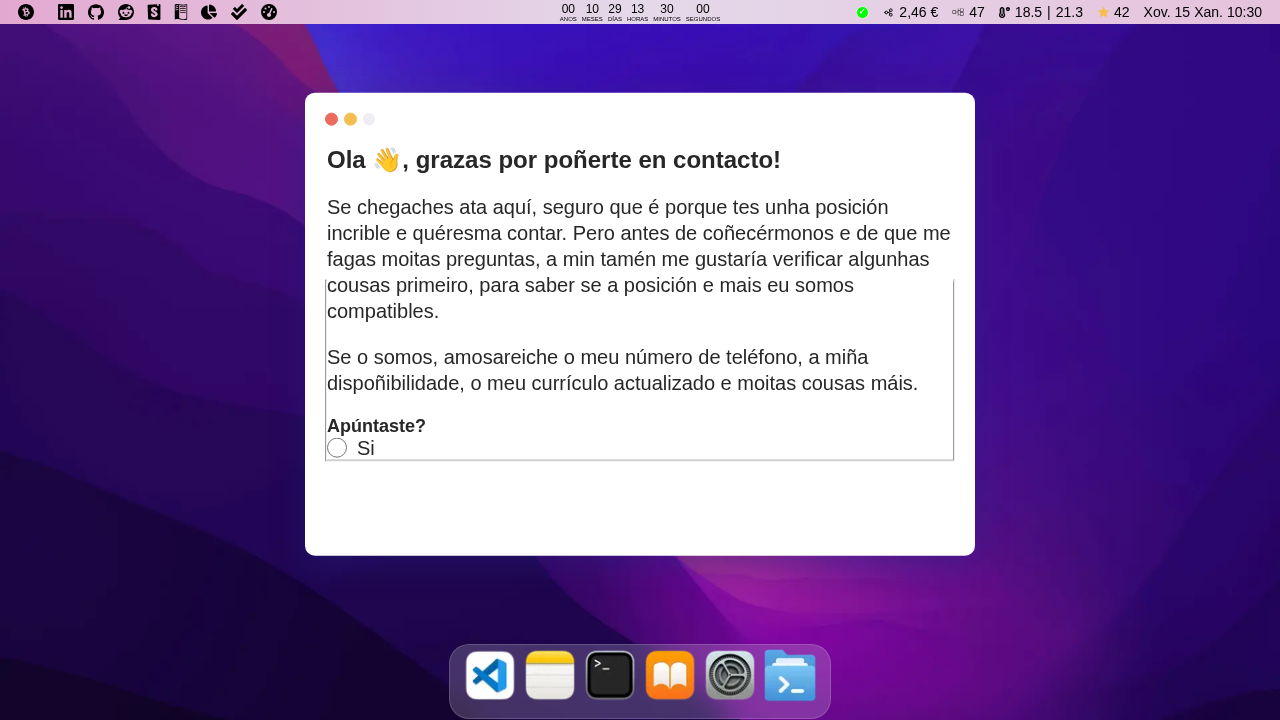 00 10 29 13 30 00
ANOS MESES DÍAS HORAS MINUTOS SEGUNDOS
2,46 € 47 18.5 | 21.3 42 Xov. 15 Xan. 10:30
Ola 👋, grazas por poñerte en contacto!
Se chegaches ata aquí, seguro que é porque tes unha posición
incrible e quéresma contar. Pero antes de coñecérmonos e de que me
fagas moitas preguntas, a min tamén me gustaría verificar algunhas
cousas primeiro, para saber se a posición e mais eu somos
compatibles.
Se o somos, amosareiche o meu número de teléfono, a miña
dispoñibilidade, o meu currículo actualizado e moitas cousas máis.
Apúntaste?
Si